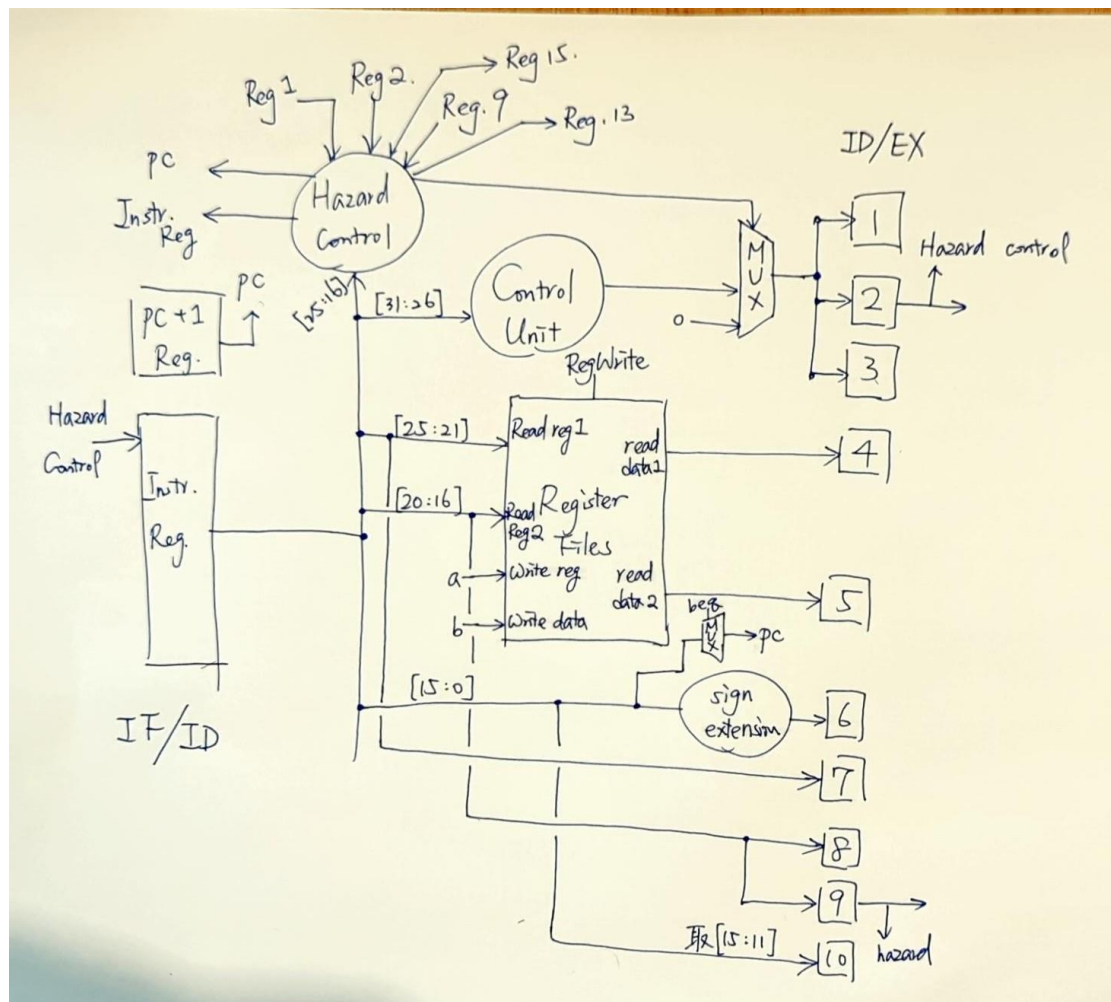 Reg 1
Reg 2.
Reg 15.
Reg. 9
Reg. 13
PC
Instr.
Reg
Hazard
Control
ID/EX
1
Hazard control
2
3
MUX
0
PC
PC+1
Reg.
[25:16]
[31:26]
Control
Unit
RegWrite
Hazard
Control
Instr.
Reg.
IF/ID
[25:21]
Read reg1
read
data1
4
[20:16]
Read
Reg2
Register
Files
a
Write reg
read
data2
5
b
Write data
beq
MUX
PC
[15:0]
sign
extension
6
7
8
9
hazard
取[15:11]
10